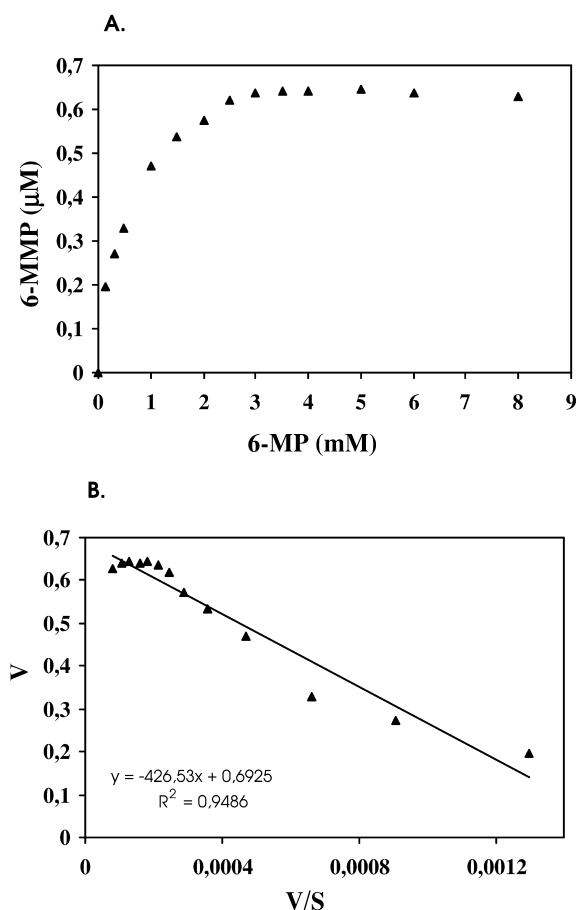 A.
0,7
0,6
0,5
0,4
0,3
0,2
0,1
0
6-MMP (μM)
0 1 2 3 4 5 6 7 8 9
6-MP (mM)
B.
0,7
0,6
0,5
0,4
0,3
0,2
0,1
0
V
y = -426,53x + 0,6925
R² = 0,9486
0 0,0004 0,0008 0,0012
V/S